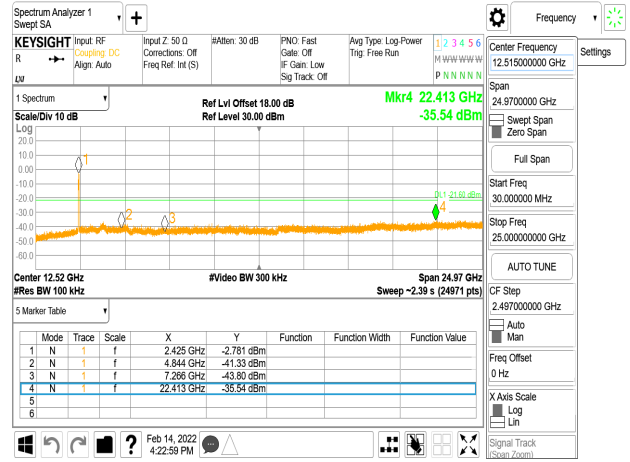 Spectrum Analyzer 1
Swept SA
Frequency
KEYSIGHT
R
Input: RF
Coupling: DC
Align: Auto
Input Z: 50 Ω
Corrections: Off
Freq Ref: Int (S)
#Atten: 30 dB
PNO: Fast
Gate: Off
IF Gain: Low
Sig Track: Off
Avg Type: Log-Power
Trig: Free Run
1 2 3 4 5 6
M W W W W W
P N N N N N
1 Spectrum
Scale/Div 10 dB
Ref Lvl Offset 18.00 dB
Ref Level 30.00 dBm
Mkr4 22.413 GHz
-35.54 dBm
Log
20.0
10.0
0.00
-10.0
-20.0
-30.0
-40.0
-50.0
-60.0
1
2
3
4
DL1 -21.60 dBm
Center 12.52 GHz
#Res BW 100 kHz
#Video BW 300 kHz
Span 24.97 GHz
Sweep ~2.39 s (24971 pts)
5 Marker Table
Mode Trace Scale X Y Function Function Width Function Value
1 N 1 f 2.425 GHz -2.781 dBm
2 N 1 f 4.844 GHz -41.33 dBm
3 N 1 f 7.266 GHz -43.80 dBm
4 N 1 f 22.413 GHz -35.54 dBm
5
6
Feb 14, 2022
4:22:59 PM
Center Frequency
12.515000000 GHz
Settings
Span
24.9700000 GHz
Swept Span
Zero Span
Full Span
Start Freq
30.000000 MHz
Stop Freq
25.000000000 GHz
AUTO TUNE
CF Step
2.497000000 GHz
Auto
Man
Freq Offset
0 Hz
X Axis Scale
Log
Lin
Signal Track
(Span Zoom)